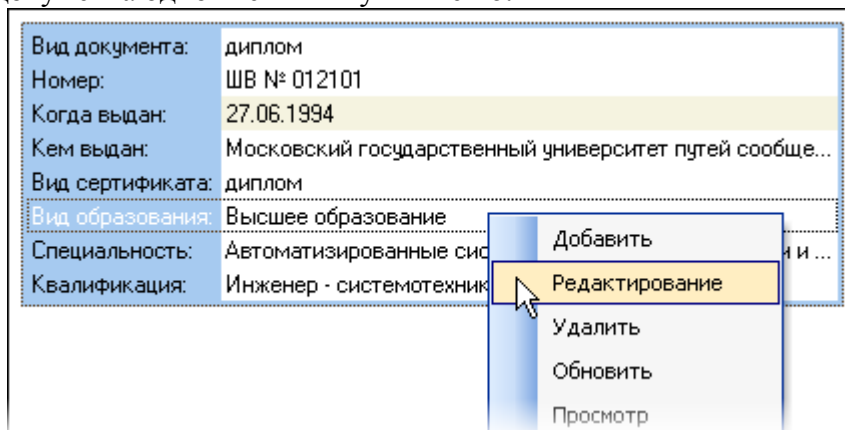 Вид документа: диплом
Номер: ШВ № 012101
Когда выдан: 27.06.1994
Кем выдан: Московский государственный университет путей сообще...
Вид сертификата: диплом
Вид образования: Высшее образование
Специальность: Автоматизированные сис и ...
Квалификация: Инженер - системотехник
Добавить
Редактирование
Удалить
Обновить
Просмотр